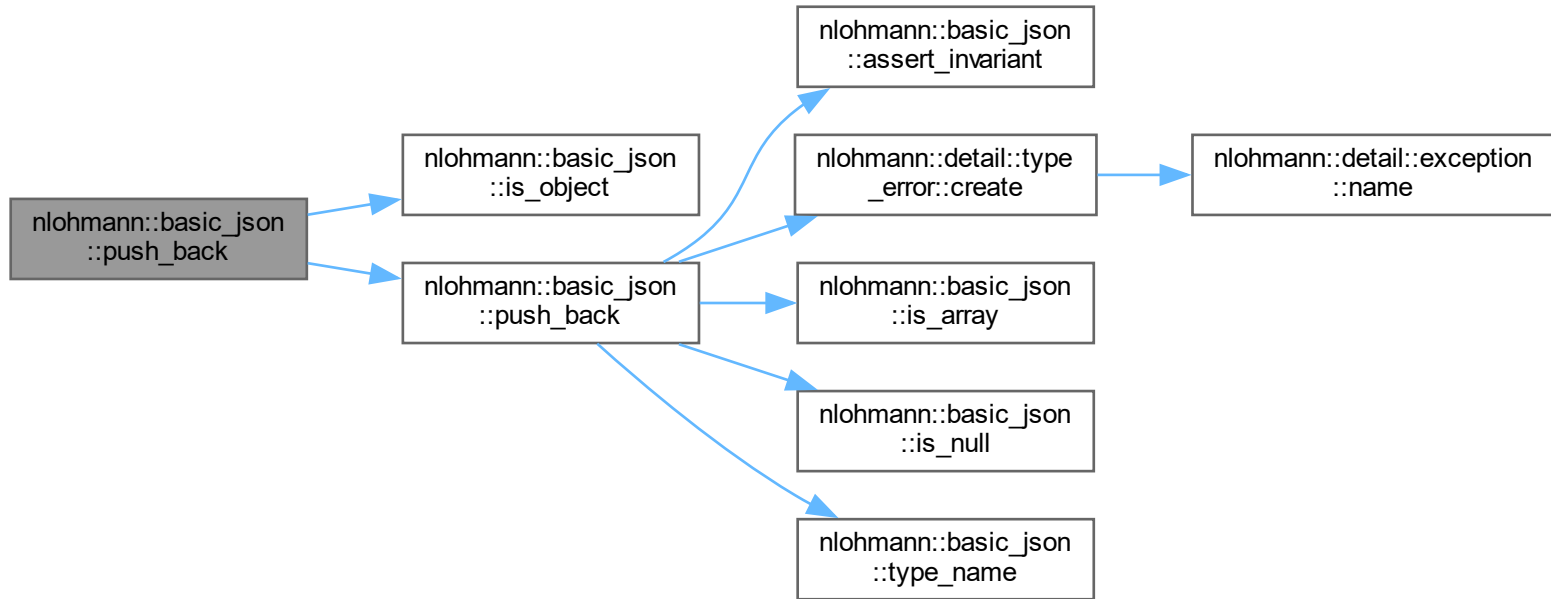 nlohmann::basic_json
::push_back
nlohmann::basic_json
::is_object
nlohmann::basic_json
::push_back
nlohmann::basic_json
::assert_invariant
nlohmann::detail::type
_error::create
nlohmann::detail::exception
::name
nlohmann::basic_json
::is_array
nlohmann::basic_json
::is_null
nlohmann::basic_json
::type_name